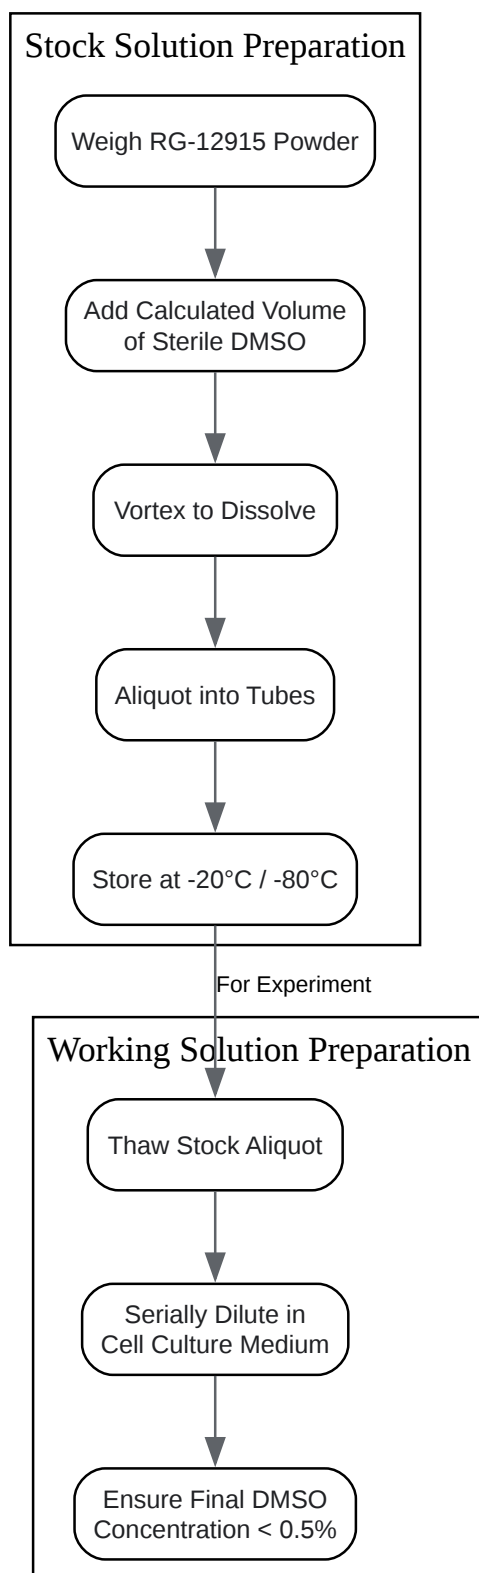 Stock Solution Preparation
Weigh RG-12915 Powder
Add Calculated Volume
of Sterile DMSO
Vortex to Dissolve
Aliquot into Tubes
Store at -20°C / -80°C
For Experiment
Working Solution Preparation
Thaw Stock Aliquot
Serially Dilute in
Cell Culture Medium
Ensure Final DMSO
Concentration < 0.5%